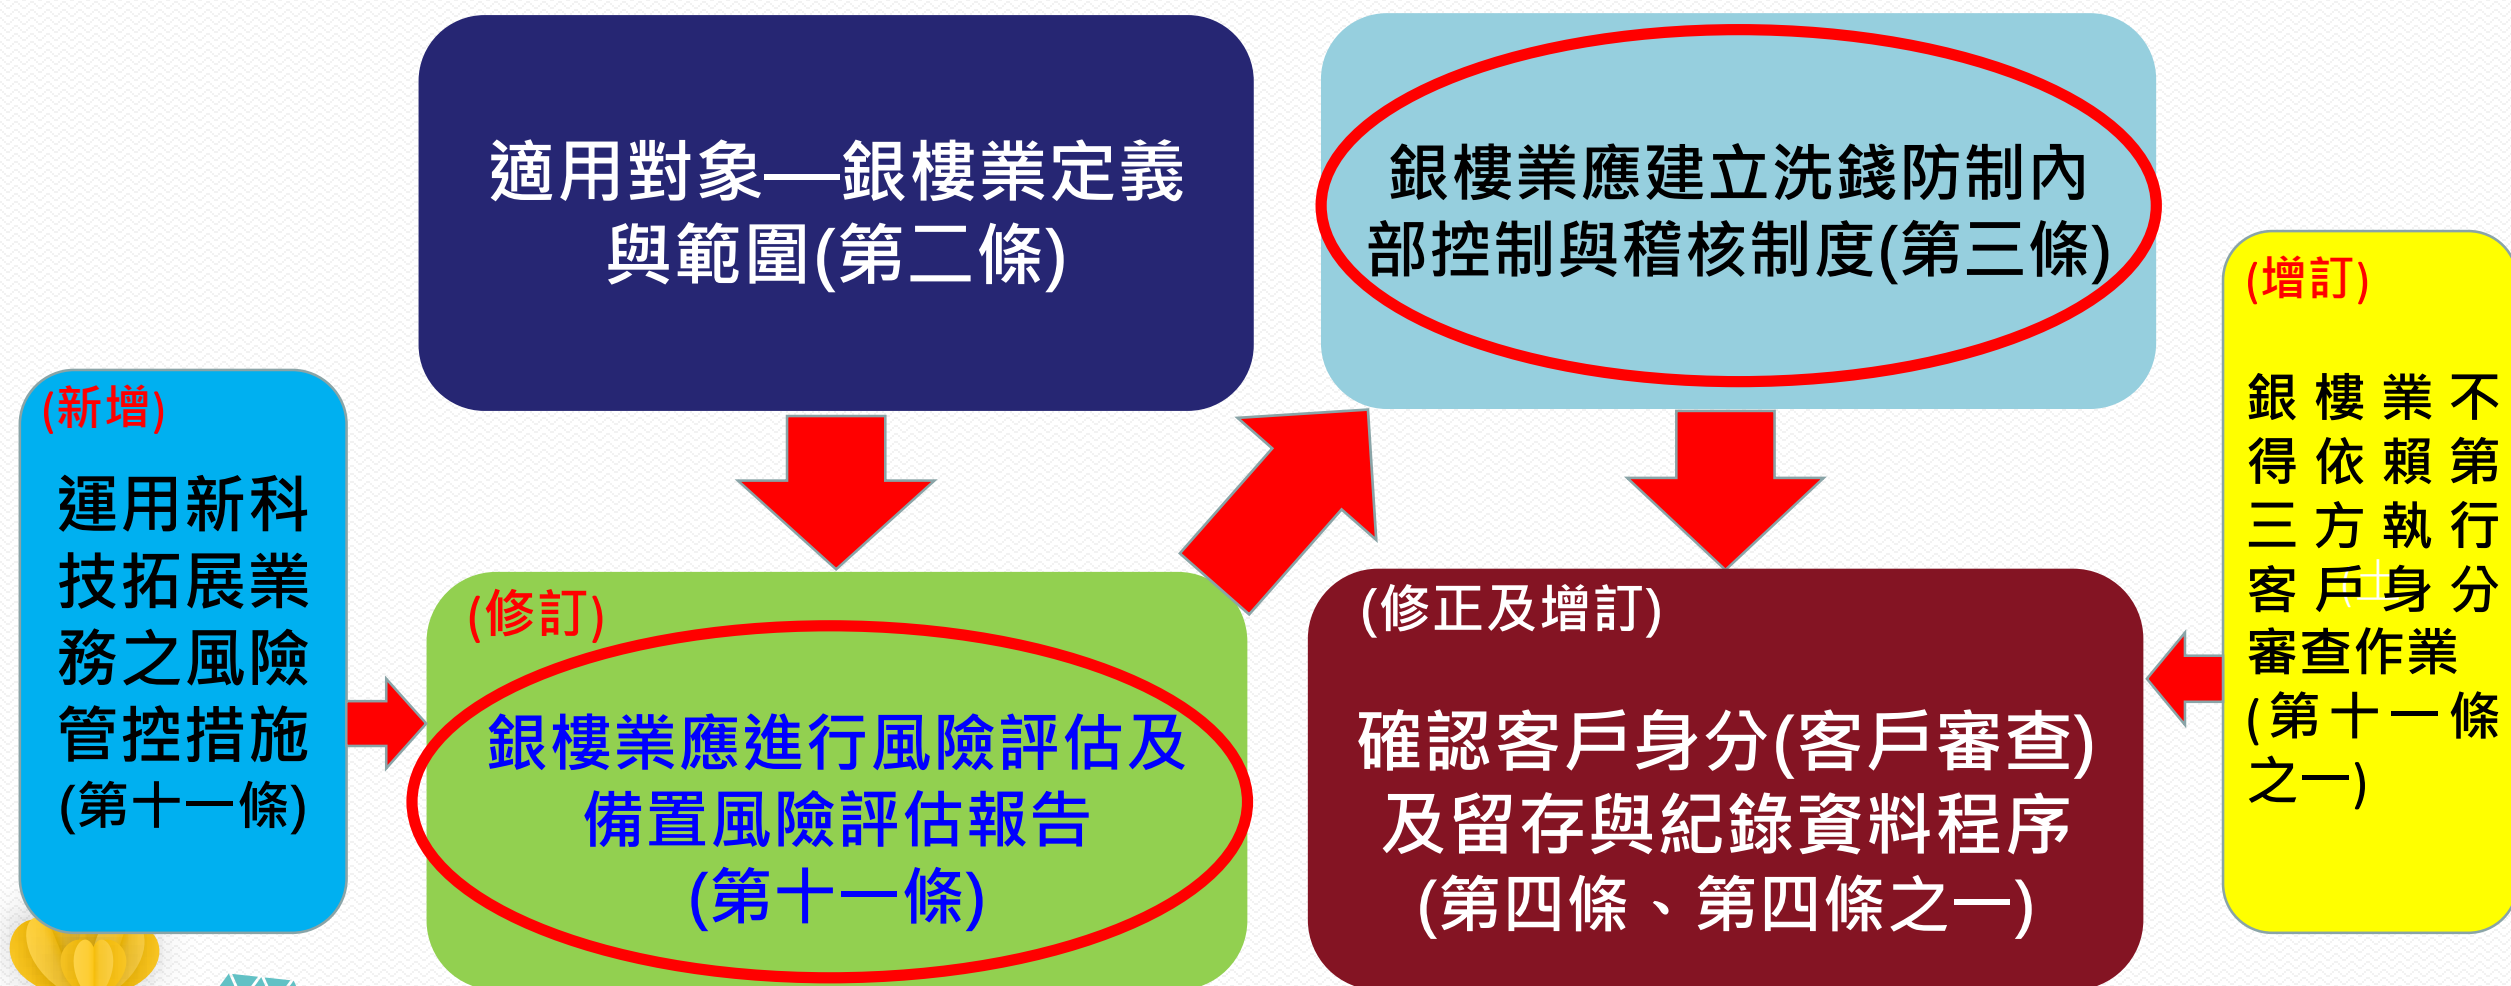 適用對象——銀樓業定義
與範圍(第二條)
銀樓業應建立洗錢防制內
部控制與稽核制度(第三條)
(新增)
運用新科
技拓展業
務之風險
管控措施
(第十一條)
(修訂)
銀樓業應進行風險評估及
備置風險評估報告
(第十一條)
(修正及增訂)
確認客戶身分(客戶審查)
及留存與紀錄資料程序
(第四條、第四條之一)
(增訂)
銀樓業不
得依賴第
三方執行
客戶身分
審查作業
(第十一條
之一)